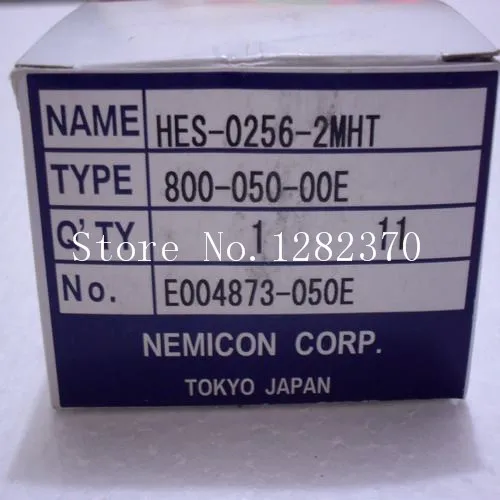 NAME HES-0256-2MHT
TYPE 800-050-00E
Q'TY 1 11
Store No.1282370
No. E004873-050E
NEMICON CORP.
TOKYO JAPAN